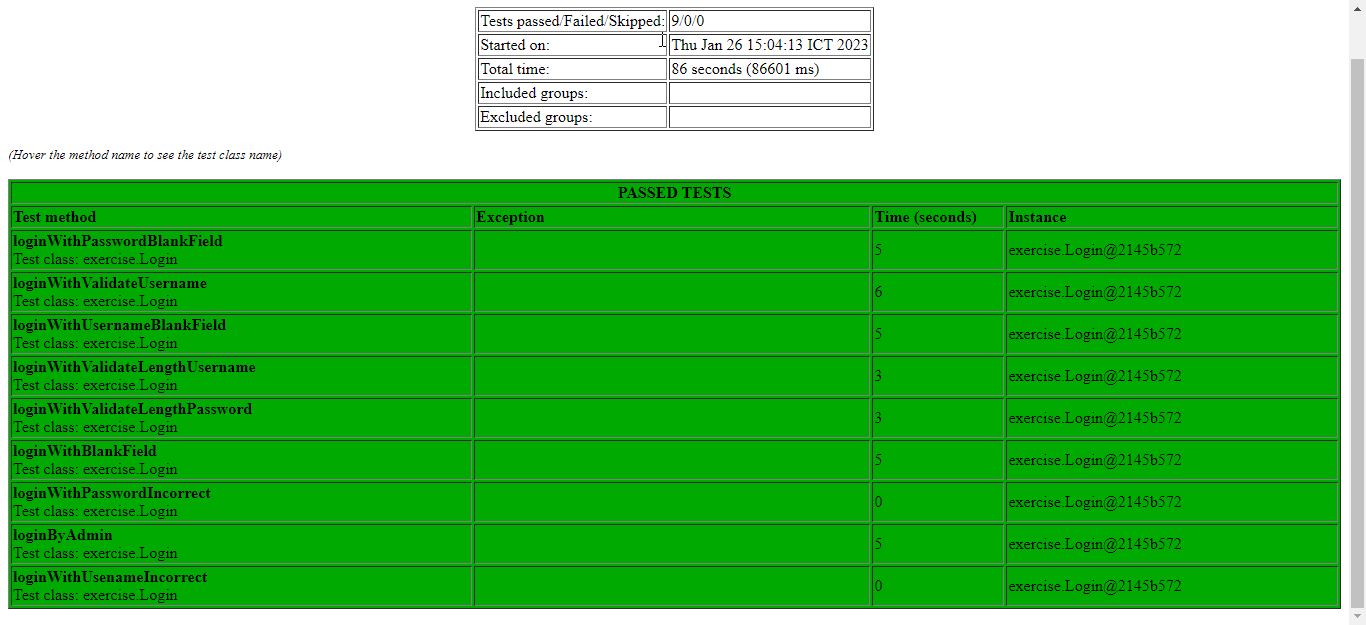 Tests passed/Failed/Skipped: 9/0/0
Started on: Thu Jan 26 15:04:13 ICT 2023
Total time: 86 seconds (86601 ms)
Included groups:
Excluded groups:
(Hover the method name to see the test class name)
PASSED TESTS
Test method Exception Time (seconds) Instance
loginWithPasswordBlankField
Test class: exercise.Login 5 exercise.Login@2145b572
loginWithValidateUsername
Test class: exercise.Login 6 exercise.Login@2145b572
loginWithUsernameBlankField
Test class: exercise.Login 5 exercise.Login@2145b572
loginWithValidateLengthUsername
Test class: exercise.Login 3 exercise.Login@2145b572
loginWithValidateLengthPassword
Test class: exercise.Login 3 exercise.Login@2145b572
loginWithBlankField
Test class: exercise.Login 5 exercise.Login@2145b572
loginWithPasswordIncorrect
Test class: exercise.Login 0 exercise.Login@2145b572
loginByAdmin
Test class: exercise.Login 5 exercise.Login@2145b572
loginWithUsenameIncorrect
Test class: exercise.Login 0 exercise.Login@2145b572